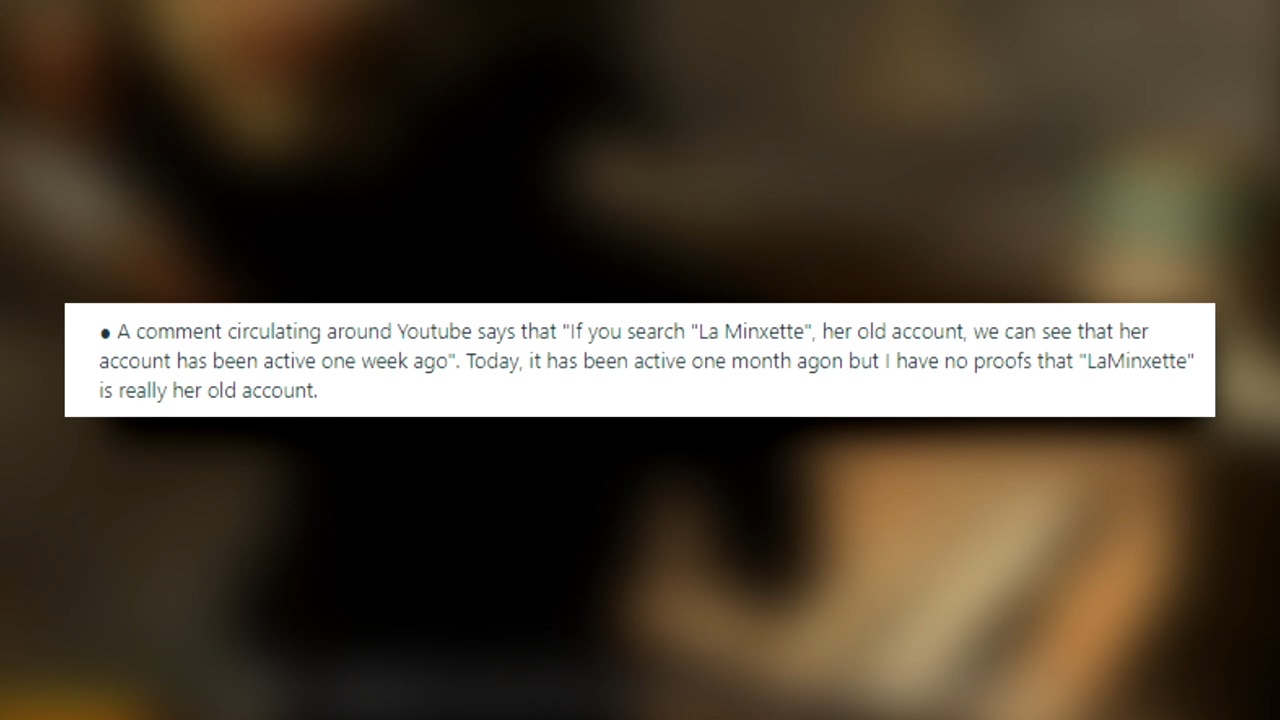 ● A comment circulating around Youtube says that "If you search "La Minxette", her old account, we can see that her
account has been active one week ago". Today, it has been active one month agon but I have no proofs that "LaMinxette"
is really her old account.